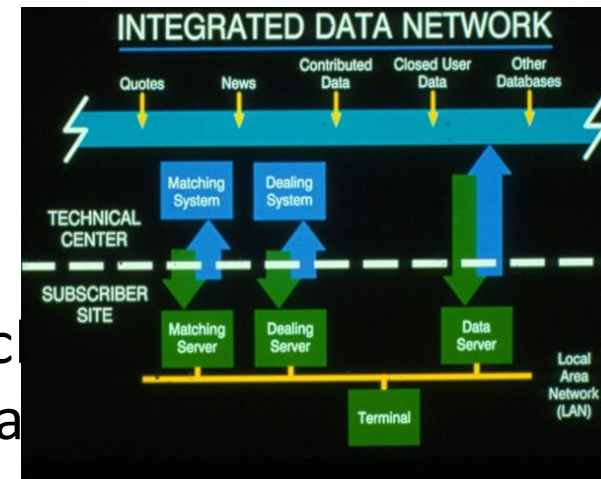 INTEGRATED DATA NETWORK
Quotes
News
Contributed
Data
Closed User
Data
Other
Databases
Matching
System
Dealing
System
TECHNICAL
CENTER
SUBSCRIBER
SITE
Matching
Server
Dealing
Server
Data
Server
Local
Area
Network
(LAN)
Terminal